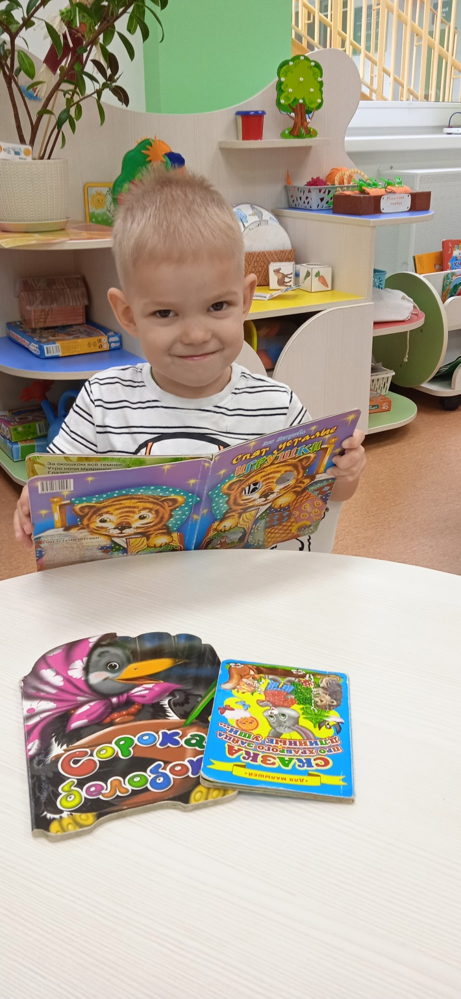 За окошком всё темнее,
Утро ночи мудренее
Спят усталые
игрушки
Сорока
белобока
СКАЗКА
ПРО ХРАБРОГО ЗАЙЦА
ДЛИННЫЕ УШИ...
• ДЛЯ МАЛЫШЕЙ •